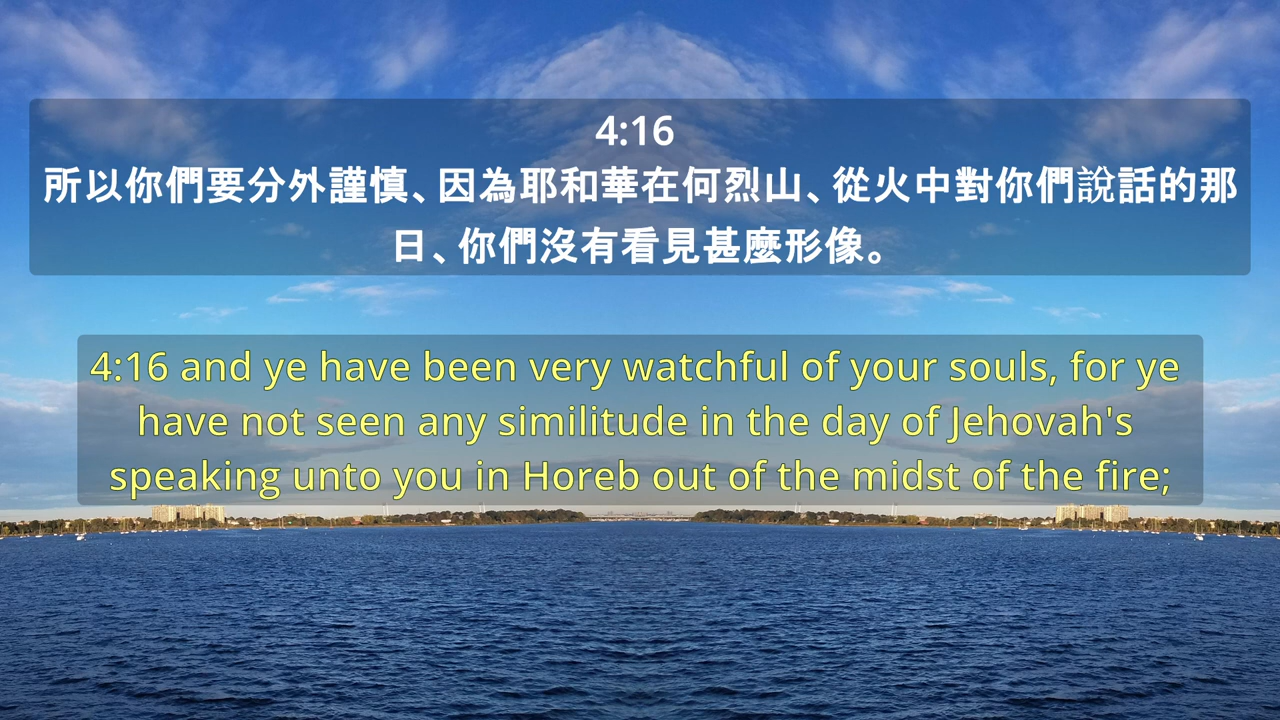 4:16
所以你們要分外謹慎、因為耶和華在何烈山、從火中對你們說話的那
日、你們沒有看見甚麼形像。
4:16 and ye have been very watchful of your souls, for ye
have not seen any similitude in the day of Jehovah's
speaking unto you in Horeb out of the midst of the fire;